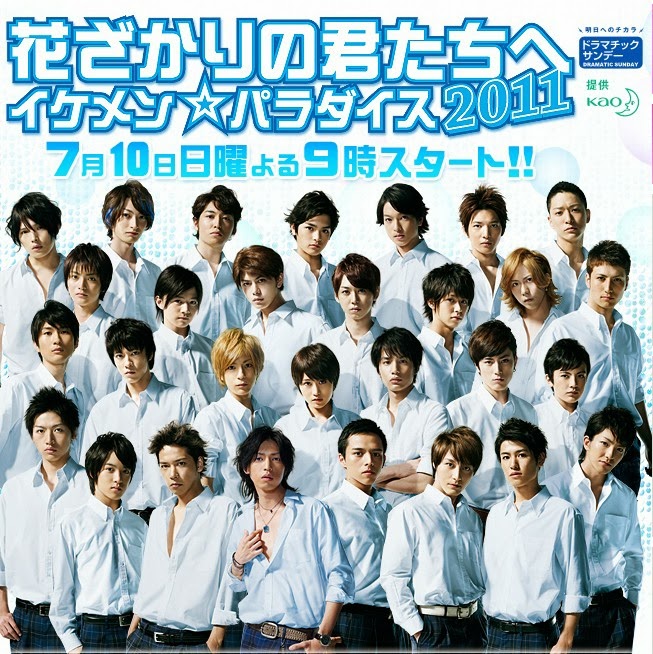 花ざかりの君たちへ
イケメン☆パラダイス2011
7月10日日曜よる9時スタート!!
明日へのチカラ
ドラマチック
サンデー
DRAMATIC SUNDAY
提供
Kao